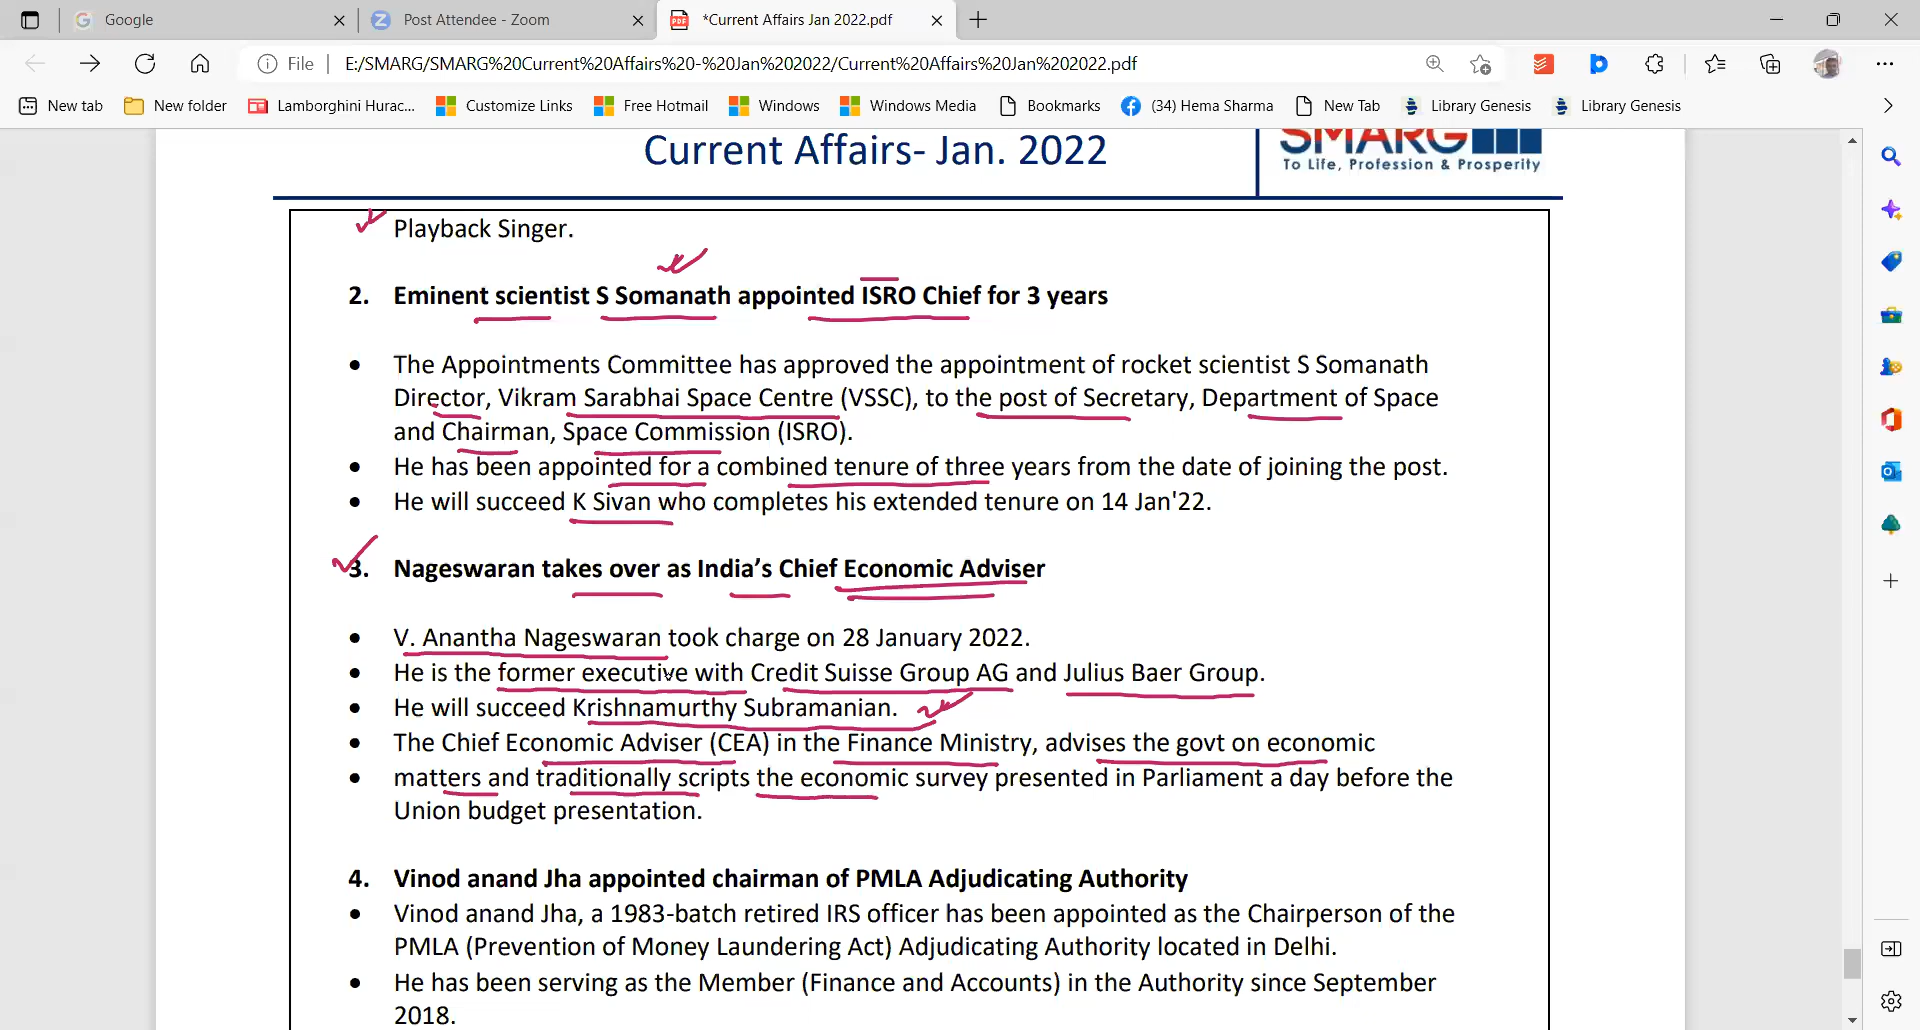 Google
Post Attendee - Zoom
*Current Affairs Jan 2022.pdf
File
E:/SMARG/SMARG%20Current%20Affairs%20-%20Jan%202022/Current%20Affairs%20Jan%202022.pdf
New tab
New folder
Lamborghini Hurac...
Customize Links
Free Hotmail
Windows
Windows Media
Bookmarks
(34) Hema Sharma
New Tab
Library Genesis
Library Genesis
Current Affairs- Jan. 2022
SMARG
To Life, Profession & Prosperity
Playback Singer.
2. Eminent scientist S Somanath appointed ISRO Chief for 3 years
• The Appointments Committee has approved the appointment of rocket scientist S Somanath
Director, Vikram Sarabhai Space Centre (VSSC), to the post of Secretary, Department of Space
and Chairman, Space Commission (ISRO).
• He has been appointed for a combined tenure of three years from the date of joining the post.
• He will succeed K Sivan who completes his extended tenure on 14 Jan'22.
3. Nageswaran takes over as India’s Chief Economic Adviser
• V. Anantha Nageswaran took charge on 28 January 2022.
• He is the former executive with Credit Suisse Group AG and Julius Baer Group.
• He will succeed Krishnamurthy Subramanian.
• The Chief Economic Adviser (CEA) in the Finance Ministry, advises the govt on economic
• matters and traditionally scripts the economic survey presented in Parliament a day before the
Union budget presentation.
4. Vinod anand Jha appointed chairman of PMLA Adjudicating Authority
• Vinod anand Jha, a 1983-batch retired IRS officer has been appointed as the Chairperson of the
PMLA (Prevention of Money Laundering Act) Adjudicating Authority located in Delhi.
• He has been serving as the Member (Finance and Accounts) in the Authority since September
2018.